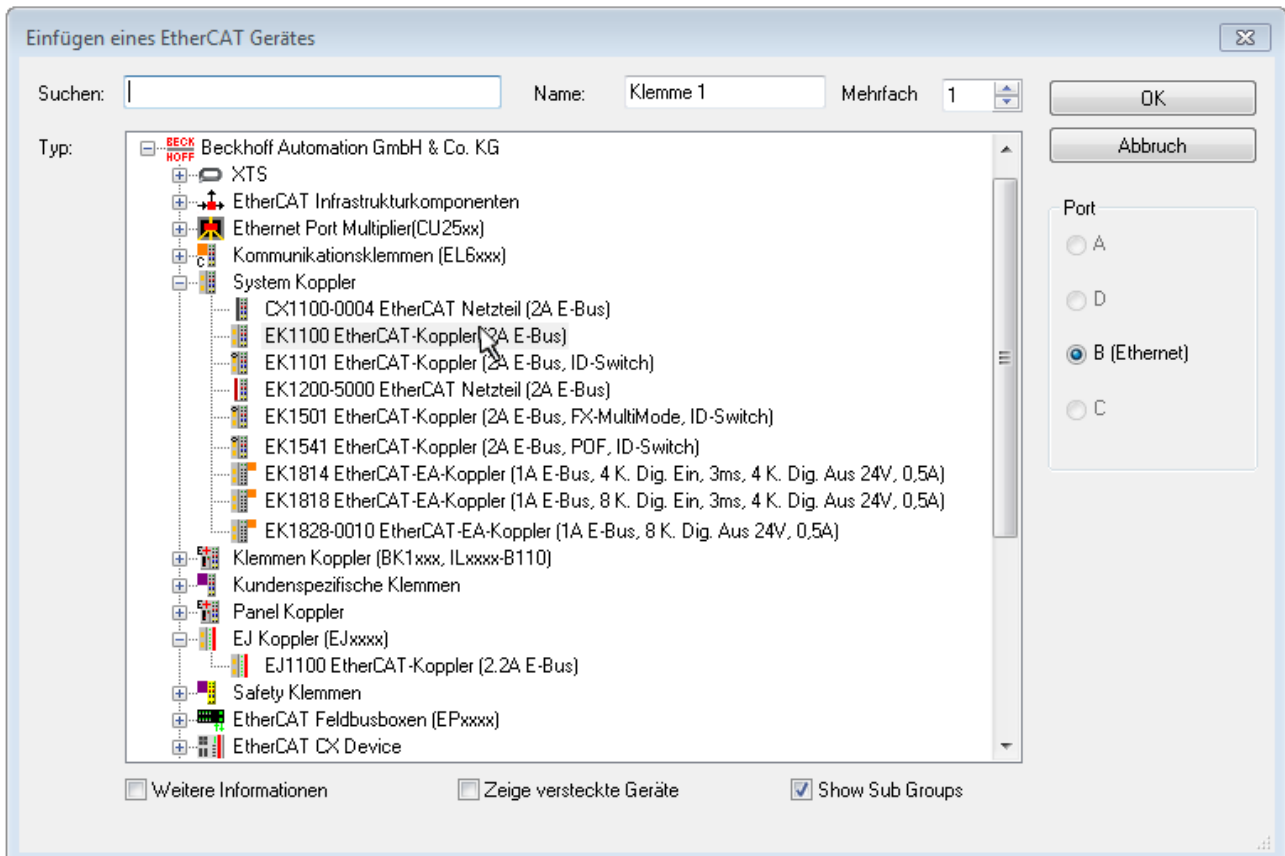 Einfügen eines EtherCAT Gerätes
Suchen:
Name:
Klemme 1
Mehrfach
1
OK
Typ:
BECK
HOFF
Beckhoff Automation GmbH & Co. KG
Abbruch
XTS
EtherCAT Infrastrukturkomponenten
Port
Ethernet Port Multiplier(CU25xx)
A
Kommunikationsklemmen (EL6xxx)
System Koppler
CX1100-0004 EtherCAT Netzteil (2A E-Bus)
D
EK1100 EtherCAT-Koppler (2A E-Bus)
EK1101 EtherCAT-Koppler (2A E-Bus, ID-Switch)
B (Ethernet)
EK1200-5000 EtherCAT Netzteil (2A E-Bus)
EK1501 EtherCAT-Koppler (2A E-Bus, FX-MultiMode, ID-Switch)
C
EK1541 EtherCAT-Koppler (2A E-Bus, POF, ID-Switch)
EK1814 EtherCAT-EA-Koppler (1A E-Bus, 4 K. Dig. Ein, 3ms, 4 K. Dig. Aus 24V, 0,5A)
EK1818 EtherCAT-EA-Koppler (1A E-Bus, 8 K. Dig. Ein, 3ms, 4 K. Dig. Aus 24V, 0,5A)
EK1828-0010 EtherCAT-EA-Koppler (1A E-Bus, 8 K. Dig. Aus 24V, 0,5A)
Klemmen Koppler (BK1xxx, ILxxxx-B110)
Kundenspezifische Klemmen
Panel Koppler
EJ Koppler (EJxxxx)
EJ1100 EtherCAT-Koppler (2.2A E-Bus)
Safety Klemmen
EtherCAT Feldbusboxen (EPxxxx)
EtherCAT CX Device
Weitere Informationen
Zeige versteckte Geräte
Show Sub Groups